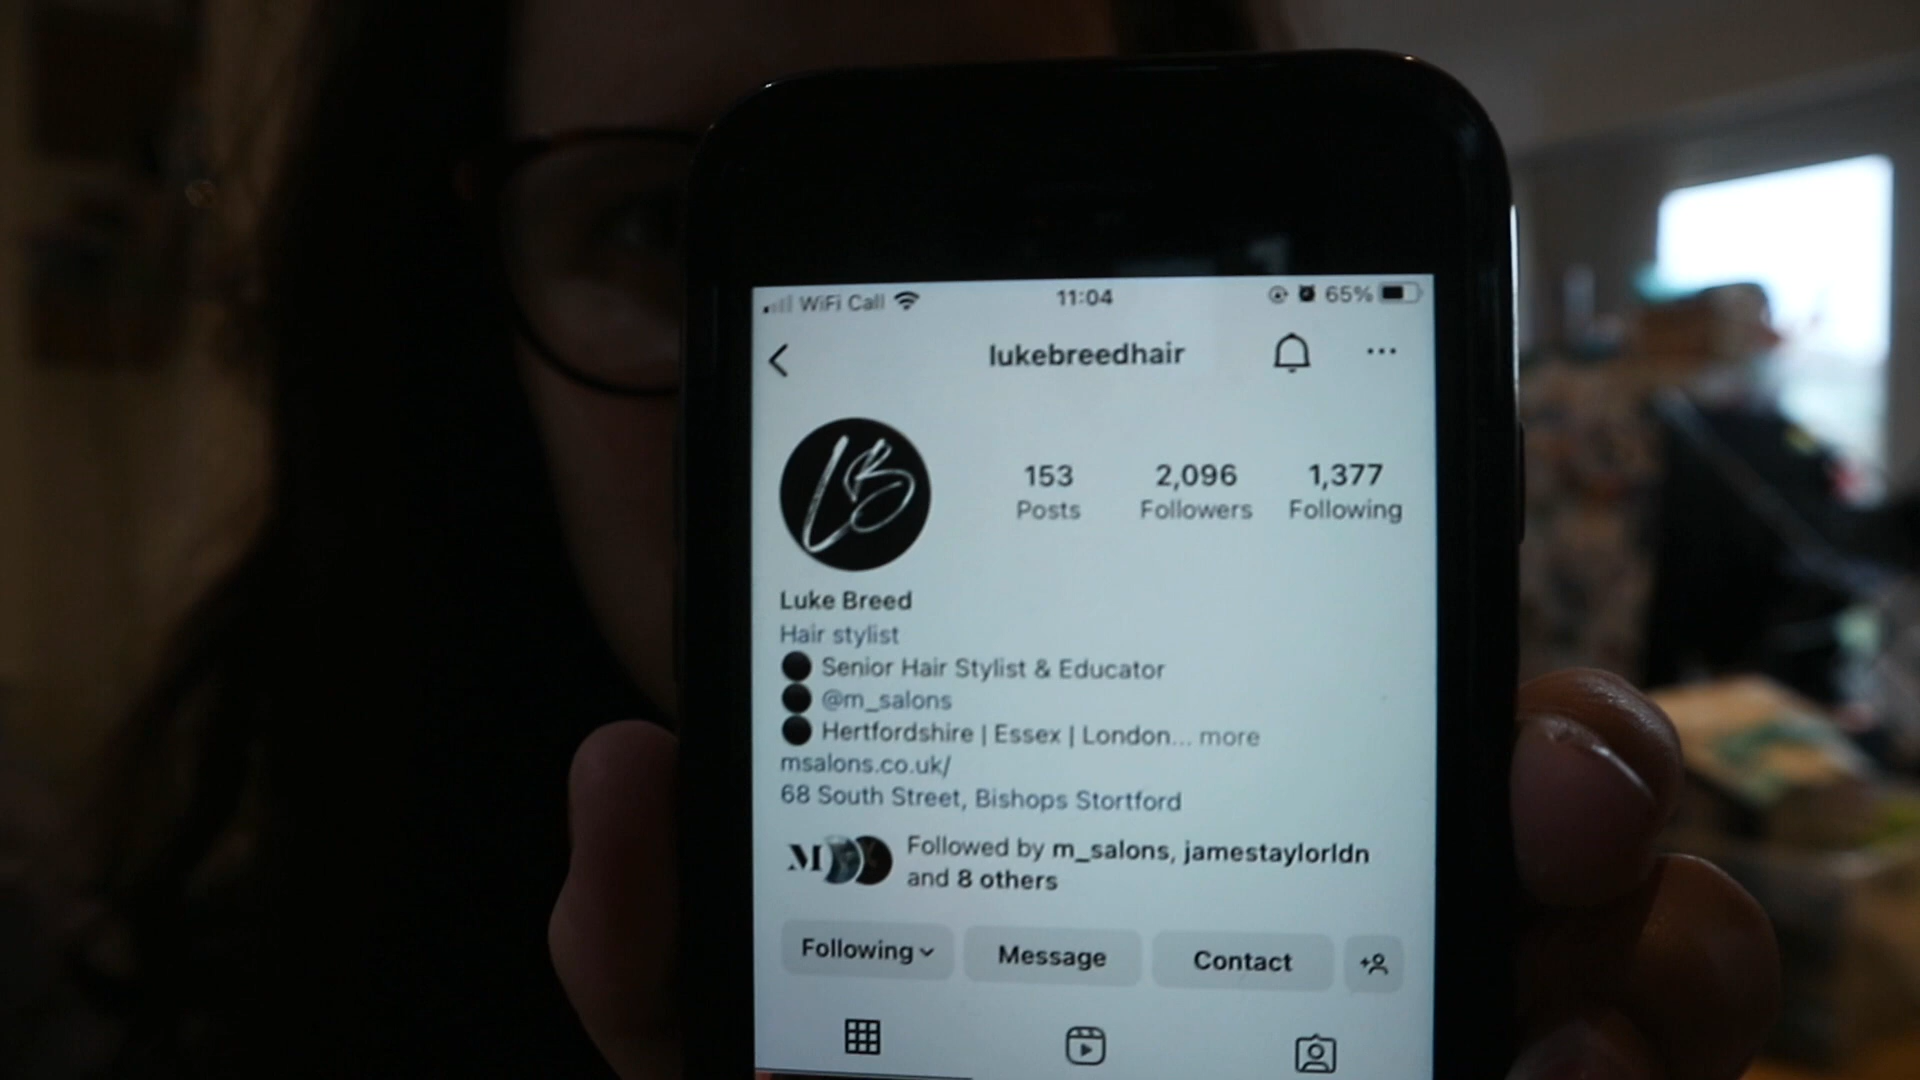 WiFi Call 11:04 65%
lukebreedhair
LB
153 2,096 1,377
Posts Followers Following
Luke Breed
Hair stylist
Senior Hair Stylist & Educator
@m_salons
Hertfordshire | Essex | London... more
msalons.co.uk/
68 South Street, Bishops Stortford
M
Followed by m_salons, jamestaylorldn
and 8 others
Following Message Contact